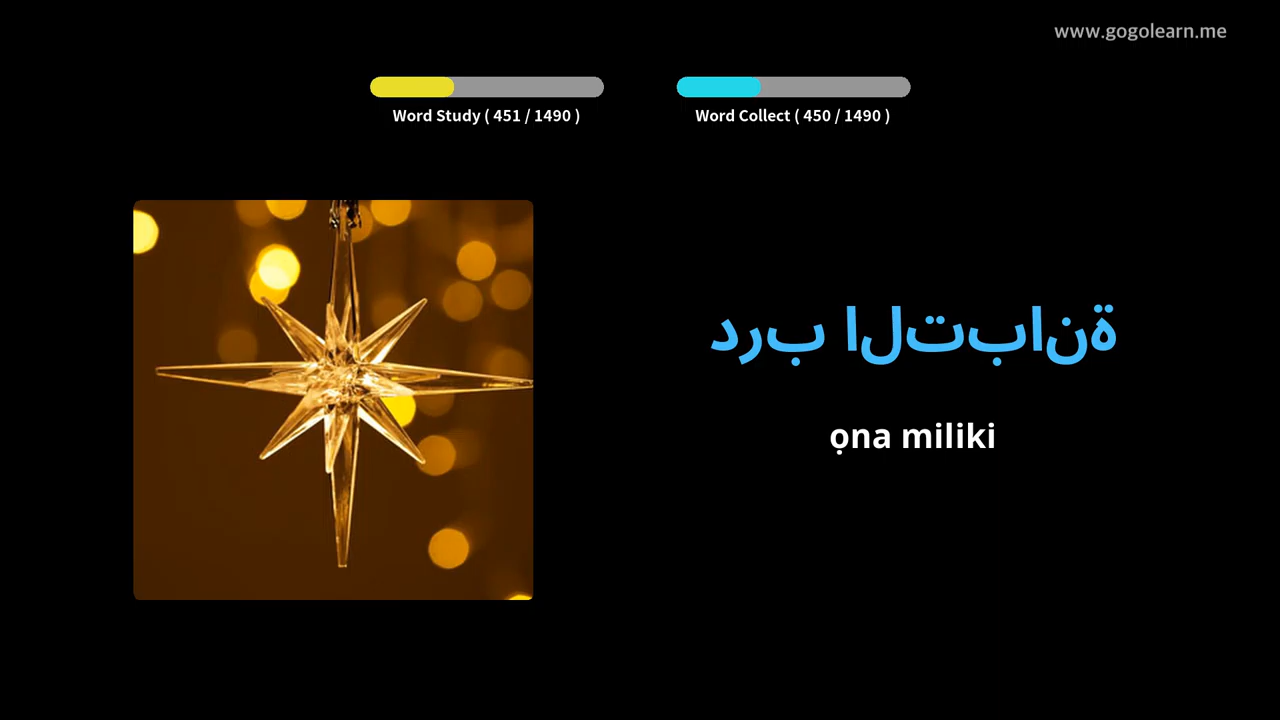 www.gogolearn.me
Word Study ( 451 / 1490 )
Word Collect ( 450 / 1490 )
درب التبانة
ọna miliki